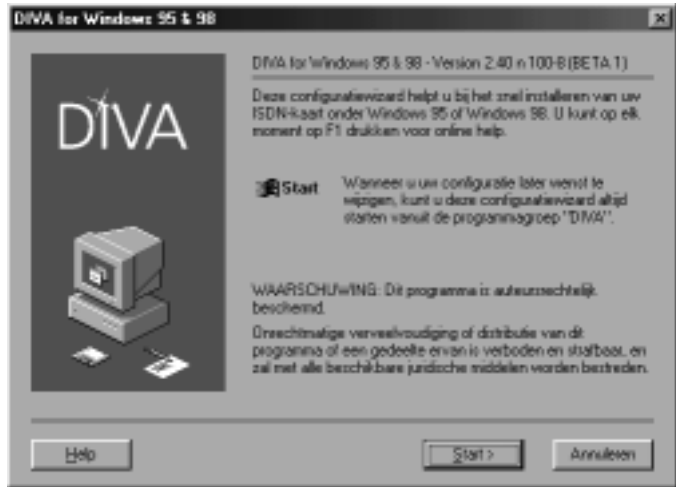 DIVA for Windows 95 & 98
DIVA for Windows 95 & 98 - Version 2.40 n 100-8 (BETA 1)
DIVA
Deze configuratiewizard helpt u bij het snel installeren van uw
ISDN-kaart onder Windows 95 of Windows 98. U kunt op elk
moment op F1 drukken voor online help.
Start
Wanneer u uw configuratie later wenst te
wijzigen, kunt u deze configuratiewizard altijd
starten vanuit de programmagroep "DIVA".
WAARSCHUWING: Dit programma is auteursrechtelijk
beschermd.
Onrechtmatige verveelvoudiging of distributie van dit
programma of een gedeelte ervan is verboden en strafbaar, en
zal met alle beschikbare juridische middelen worden bestreden.
Help
Start >
Annuleren